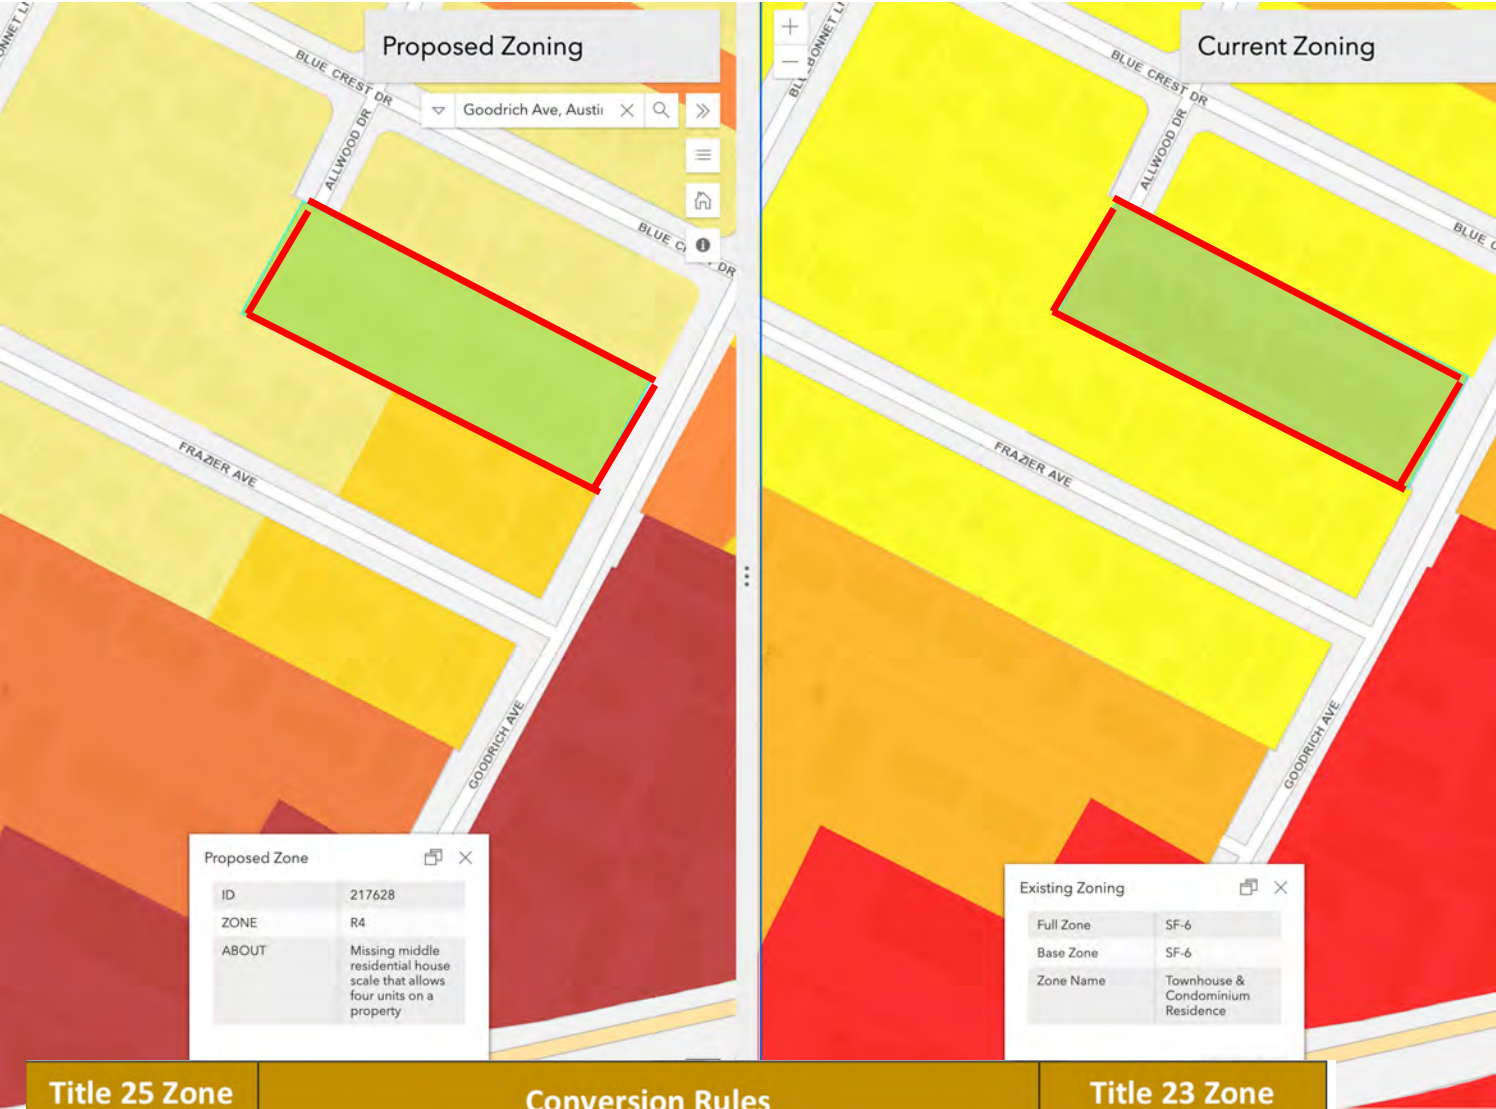 Proposed Zoning
Goodrich Ave, Austi
BLUE CREST DR
ALLWOOD DR
DR
FRAZIER AVE
GOODRICH AVE
Proposed Zone
ID 217628
ZONE R4
ABOUT Missing middle
residential house
scale that allows
four units on a
property
Current Zoning
BLUE CREST DR
ALLWOOD DR
FRAZIER AVE
GOODRICH AVE
Existing Zoning
Full Zone SF-6
Base Zone SF-6
Zone Name Townhouse &
Condominium
Residence
Title 25 Zone Conversion Rules Title 23 Zone